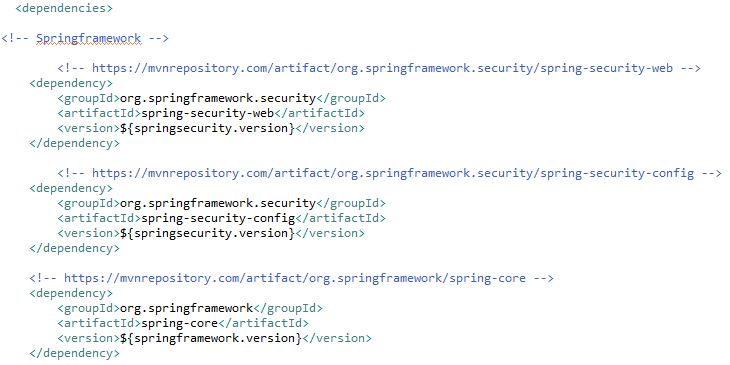 <dependencies>
<!-- Springframework -->
<!-- https://mvnrepository.com/artifact/org.springframework.security/spring-security-web -->
<dependency>
<groupId>org.springframework.security</groupId>
<artifactId>spring-security-web</artifactId>
<version>${springsecurity.version}</version>
</dependency>
<!-- https://mvnrepository.com/artifact/org.springframework.security/spring-security-config -->
<dependency>
<groupId>org.springframework.security</groupId>
<artifactId>spring-security-config</artifactId>
<version>${springsecurity.version}</version>
</dependency>
<!-- https://mvnrepository.com/artifact/org.springframework/spring-core -->
<dependency>
<groupId>org.springframework</groupId>
<artifactId>spring-core</artifactId>
<version>${springframework.version}</version>
</dependency>